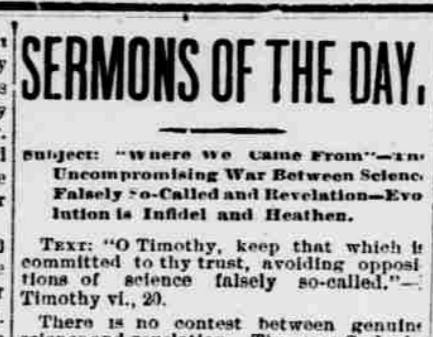 SERMONS OF THE DAY.
Subject: "Where We Came From"—The
Uncompromising War Between Scienc
Falsely So-Called and Revelation—Evo
lution is Infidel and Heathen.
TEXT: "O Timothy, keep that which is
committed to thy trust, avoiding opposi
tions of science falsely so-called."—
Timothy vi., 20.
There is no contest between genuine